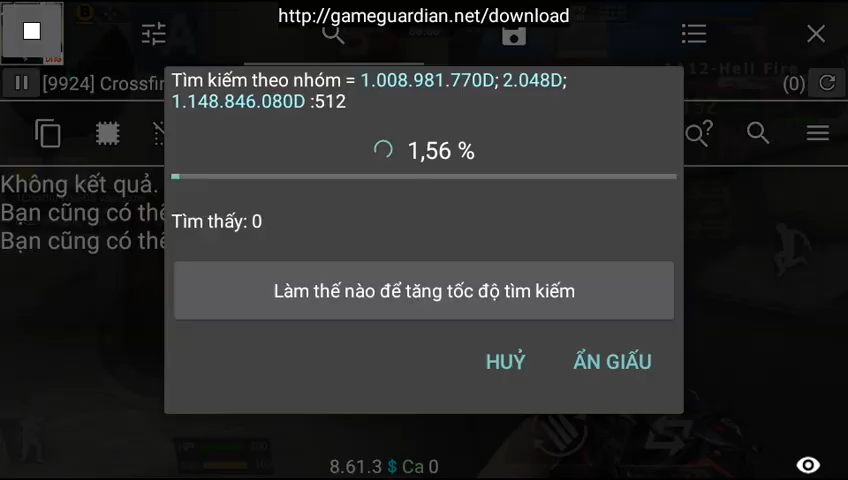 http://gameguardian.net/download
[9924] Crossfir
(0)
Tìm kiếm theo nhóm = 1.008.981.770D; 2.048D;
1.148.846.080D :512
1,56 %
Không kết quả.
Bạn cũng có thể
Bạn cũng có thể
Tìm thấy: 0
Làm thế nào để tăng tốc độ tìm kiếm
HUỶ
ẨN GIẤU
8.61.3 $ Ca 0